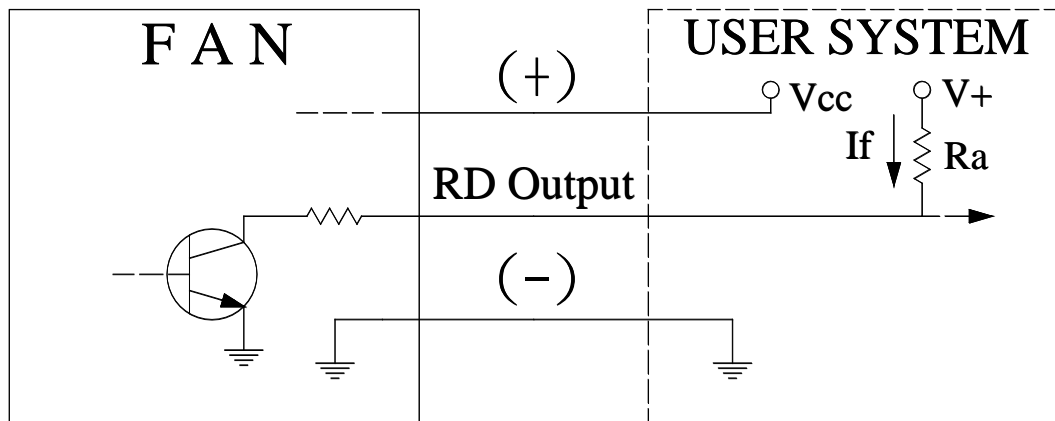 F A N
USER SYSTEM
(+)
Vcc
V+
If
Ra
RD Output
(-)